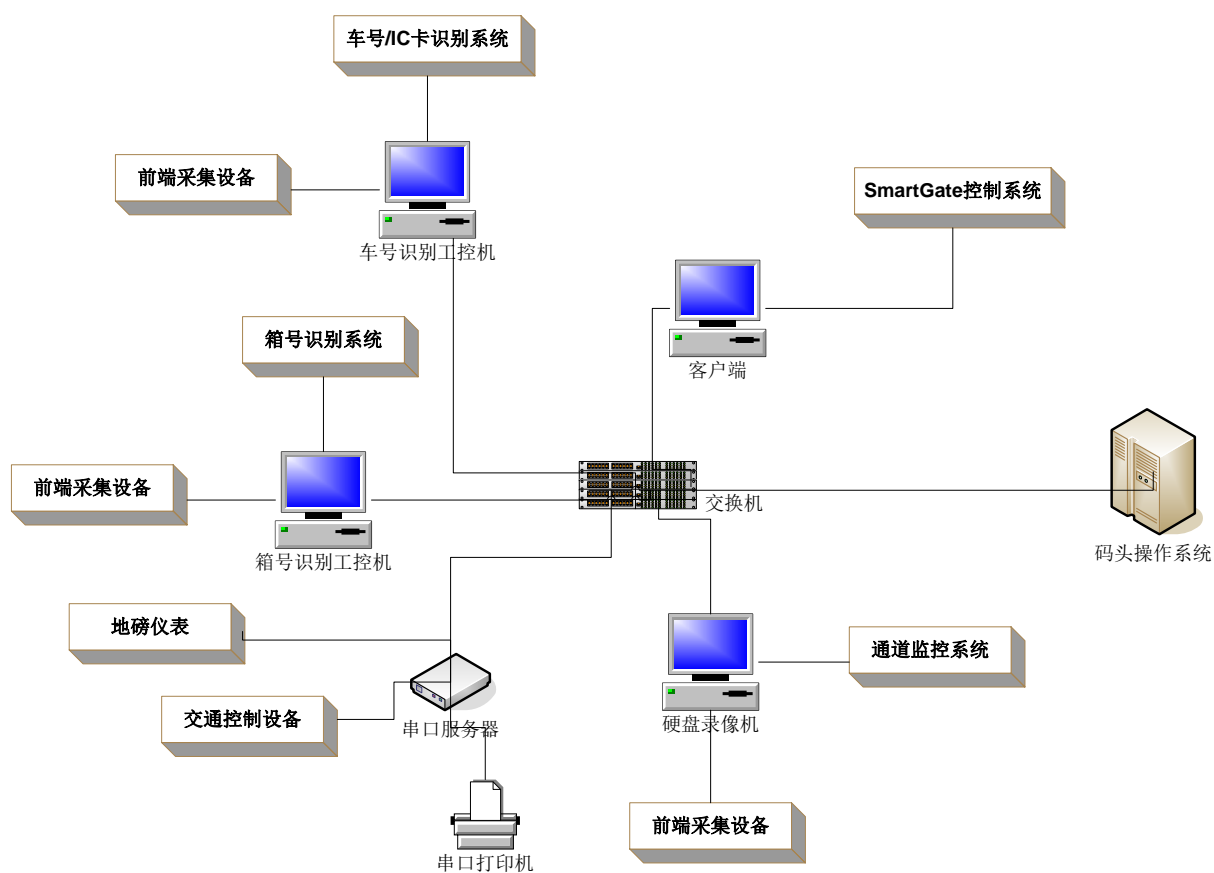 车号/IC卡识别系统
前端采集设备
车号识别工控机
SmartGate控制系统
客户端
箱号识别系统
前端采集设备
箱号识别工控机
交换机
码头操作系统
地磅仪表
交通控制设备
串口服务器
通道监控系统
硬盘录像机
前端采集设备
串口打印机